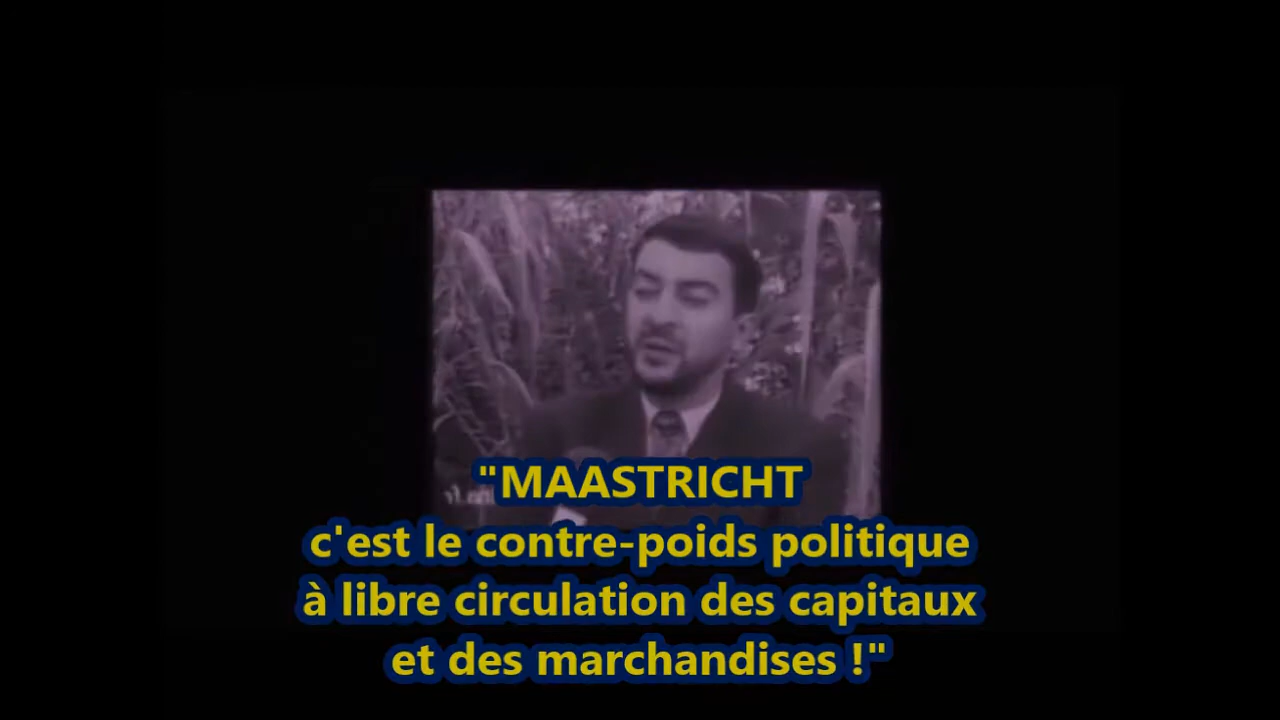 "MAASTRICHT
c'est le contre-poids politique
à libre circulation des capitaux
et des marchandises !"